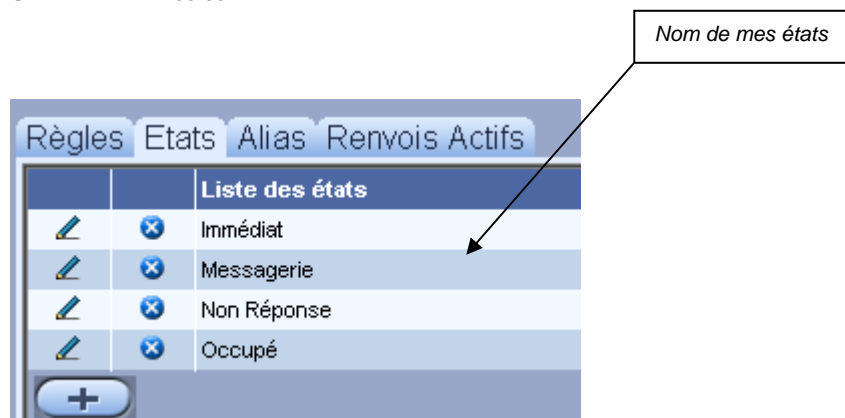 Nom de mes états
Règles Etats Alias Renvois Actifs
Liste des états
Immédiat
Messagerie
Non Réponse
Occupé